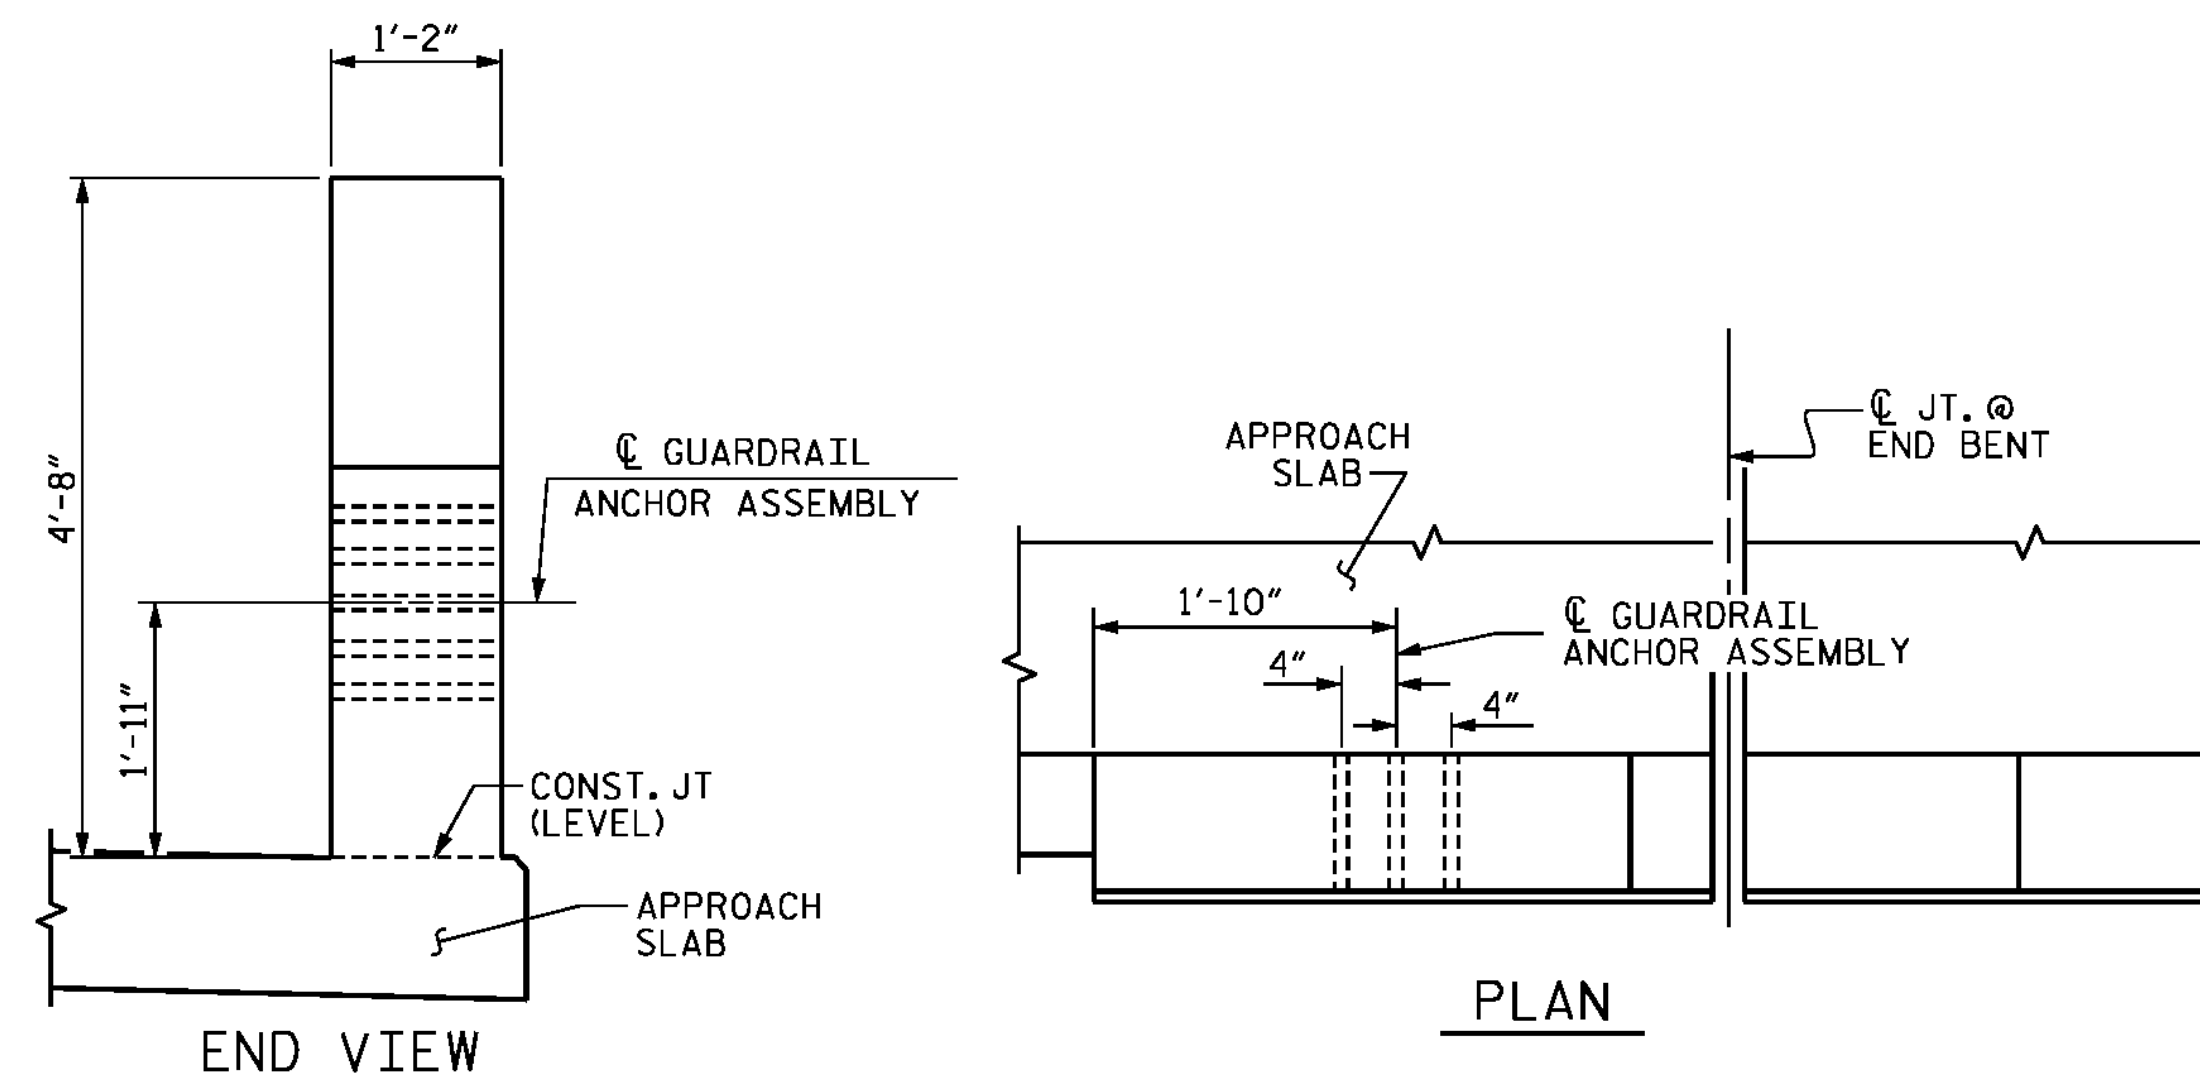 1'-2"
4'-8"
℄ GUARDRAIL
ANCHOR ASSEMBLY
1'-11"
CONST. JT
(LEVEL)
APPROACH
SLAB
END VIEW
℄ JT. @
END BENT
APPROACH
SLAB
1'-10"
℄ GUARDRAIL
ANCHOR ASSEMBLY
4"
4"
PLAN